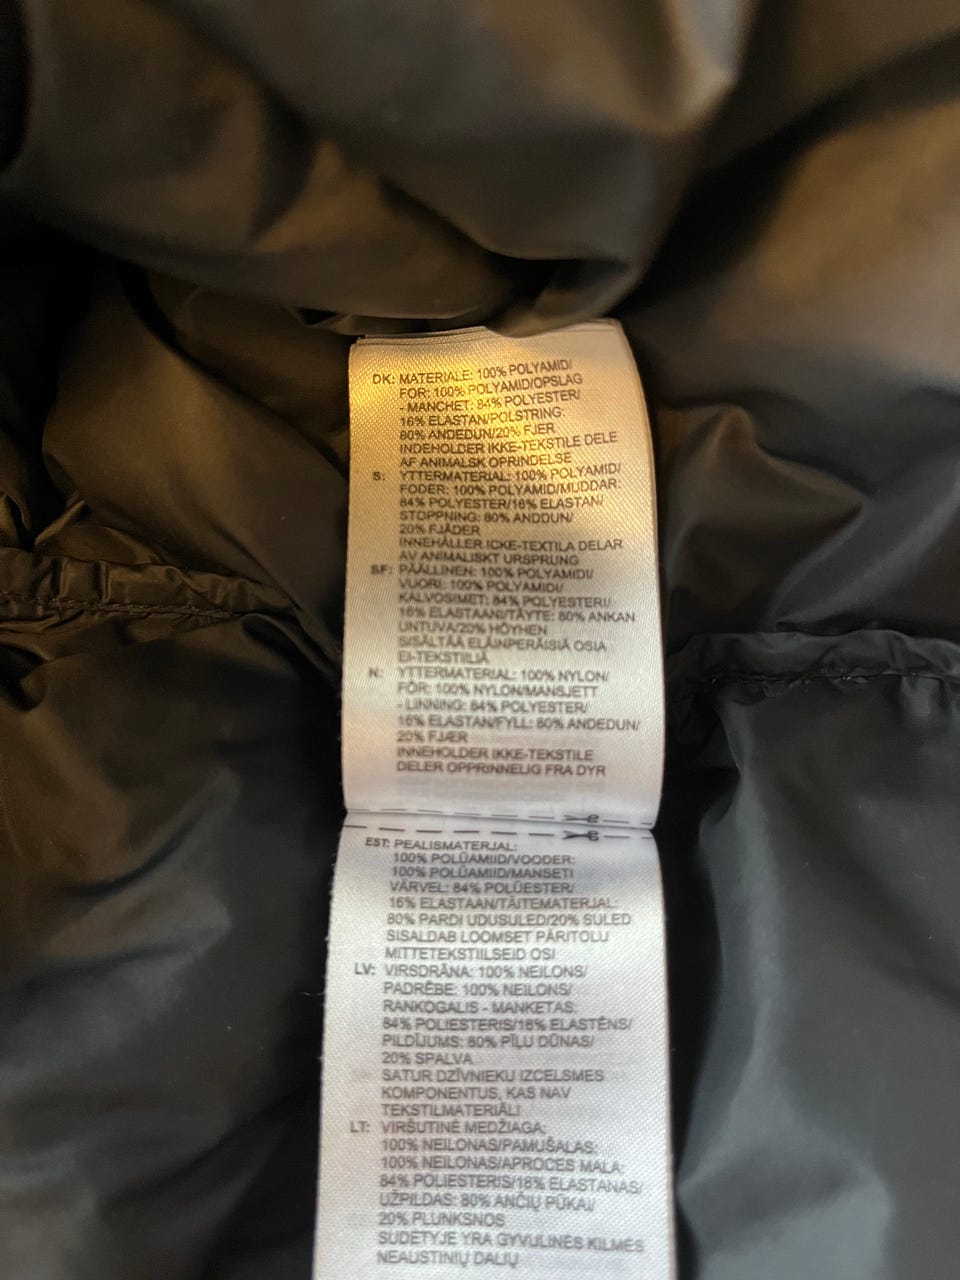 DK: MATERIALE: 100% POLYAMID/
FOR: 100% POLYAMID/OPSLAG
- MANCHET: 84% POLYESTER/
16% ELASTAN/POLSTRING:
80% ANDEDUN/20% FJER
INDEHOLDER IKKE-TEKSTILE DELE
AF ANIMALSK OPRINDELSE
S: YTTERMATERIAL: 100% POLYAMID/
FODER: 100% POLYAMID/MUDDAR:
84% POLYESTER/16% ELASTAN/
STOPPNING: 80% ANDDUN/
20% FJÄDER
INNEHÅLLER ICKE-TEXTILA DELAR
AV ANIMALISKT URSPRUNG
SF: PÄÄLLINEN: 100% POLYAMIDI/
VUORI: 100% POLYAMIDI/
KALVOSIMET: 84% POLYESTERI/
16% ELASTAANI/TÄYTE: 80% ANKAN
UNTUVA/20% HÖYHEN
SISÄLTÄÄ ELÄINPERÄISIÄ OSIA
EI-TEKSTIILIÄ
N: YTTERMATERIAL: 100% NYLON/
FÔR: 100% NYLON/MANSJETT
- LINNING: 84% POLYESTER/
16% ELASTAN/FYLL: 80% ANDEDUN/
20% FJÆR
INNEHOLDER IKKE-TEKSTILE
DELER OPPRINNELIG FRA DYR
EST: PEALISMATERJAL:
100% POLÜAMIID/VOODER:
100% POLÜAMIID/MANSETI
VÄRVEL: 84% POLÜESTER/
16% ELASTAAN/TÄITEMATERJAL:
80% PARDI UDUSULED/20% SULED
SISALDAB LOOMSET PÄRITOLU
MITTETEKSTIILSEID OSI
LV: VIRSDRĀNA: 100% NEILONS/
PADRĒBE: 100% NEILONS/
RANKOGALIS - MANKETAS:
84% POLIESTERIS/16% ELASTĒNS/
PILDĪJUMS: 80% PĪĻU DŪNAS/
20% SPALVA
SATUR DZĪVNIEKU IZCELSMES
KOMPONENTUS, KAS NAV
TEKSTILMATERIĀLI
LT: VIRŠUTINĖ MEDŽIAGA:
100% NEILONAS/PAMUŠALAS:
100% NEILONAS/APROCĖS MALA:
84% POLIESTERIS/16% ELASTANAS/
UŽPILDAS: 80% ANČIŲ PŪKAI/
20% PLUNKSNOS
SUDĖTYJE YRA GYVULINĖS KILMĖS
NEAUSTINIŲ DALIŲ